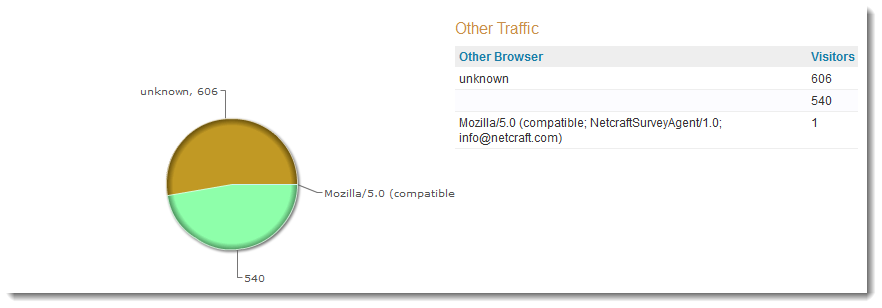 Other Traffic
Other Browser Visitors
unknown 606
540
Mozilla/5.0 (compatible; NetcraftSurveyAgent/1.0; 1
info@netcraft.com)
unknown, 606
Mozilla/5.0 (compatible
540